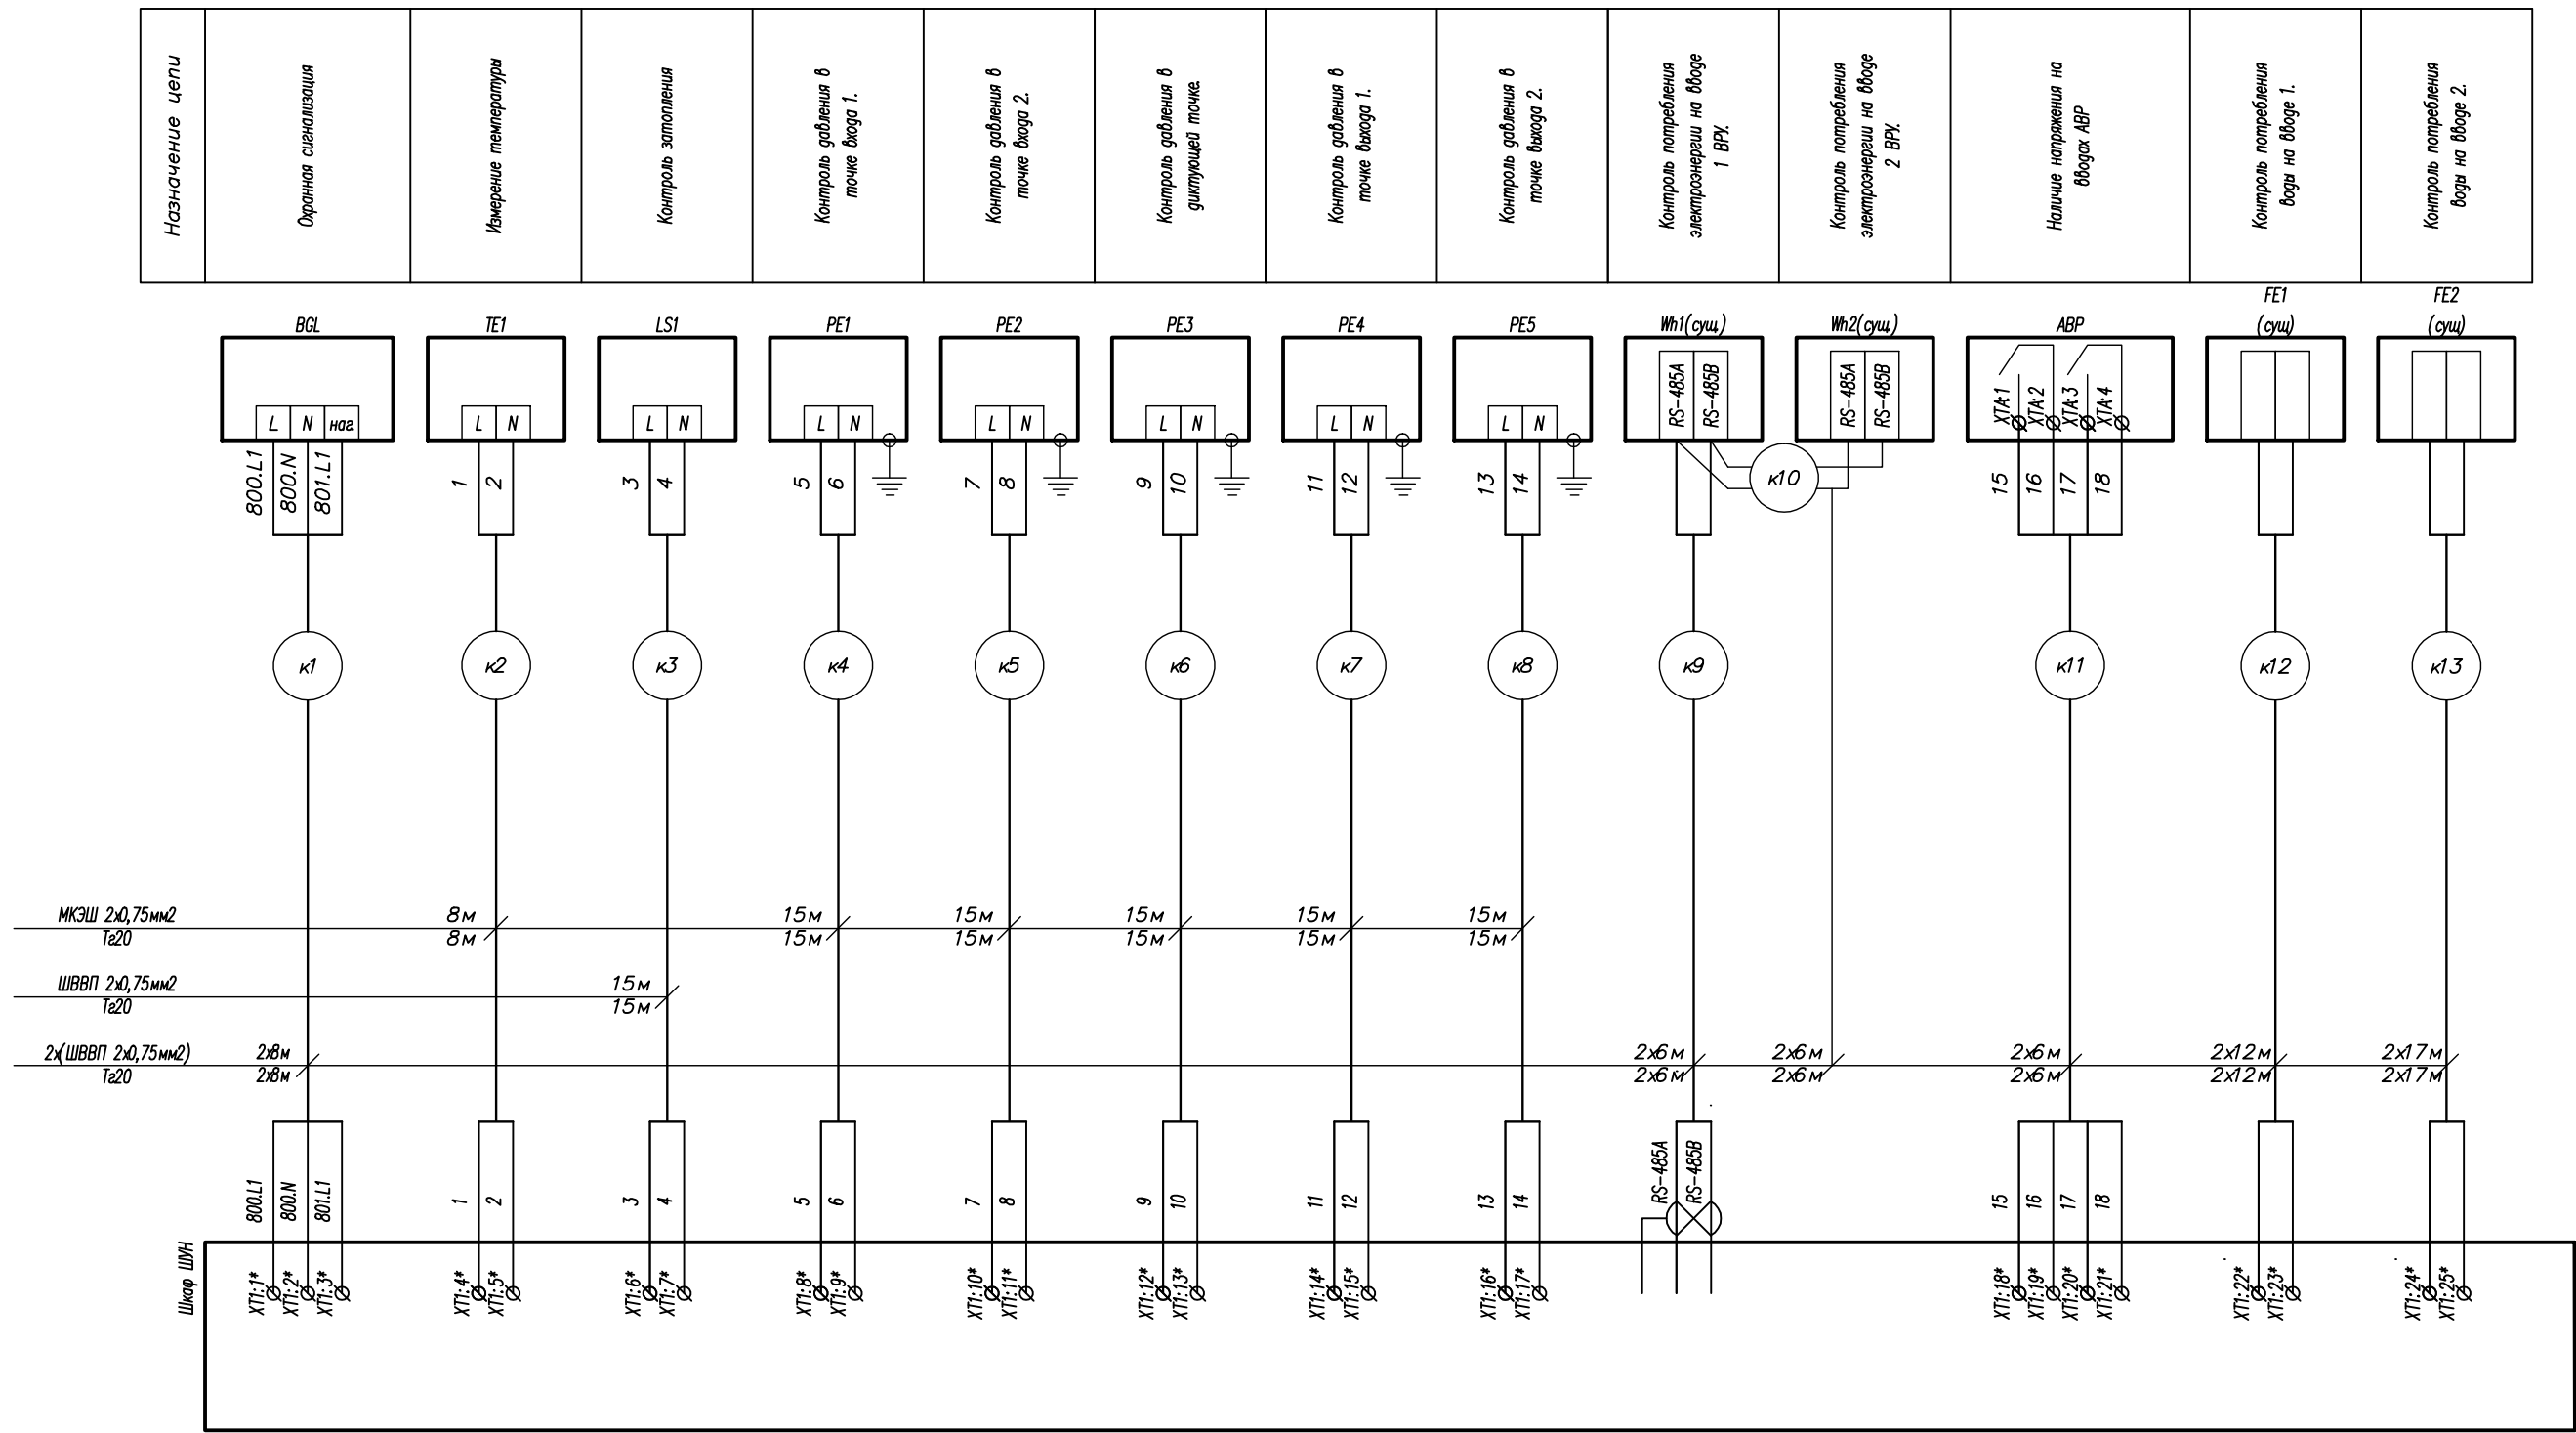 Назначение цепи
Охранная сигнализация
Измерение температуры
Контроль затопления
Контроль давления в
точке входа 1.
Контроль давления в
точке входа 2.
Контроль давления в
диктующей точке.
Контроль давления в
точке выхода 1.
Контроль давления в
точке выхода 2.
Контроль потребления
электроэнергии на вводе
1 ВРУ.
Контроль потребления
электроэнергии на вводе
2 ВРУ.
Наличие напряжения на
вводах АВР
Контроль потребления
воды на вводе 1.
Контроль потребления
воды на вводе 2.
BGL
TE1
LS1
PE1
PE2
PE3
PE4
PE5
Wh1(сущ.)
Wh2(сущ.)
АВР
FE1
(сущ)
FE2
(сущ)
L N наг.
L N
L N
L N
L N
L N
L N
L N
RS-485A
RS-485B
RS-485A
RS-485B
XTA:1
XTA:2
XTA:3
XTA:4
800.L1
800.N
801.L1
1
2
3
4
5
6
7
8
9
10
11
12
13
14
к10
15
16
17
18
к1
к2
к3
к4
к5
к6
к7
к8
к9
к11
к12
к13
МКЭШ 2х0,75мм2
Тг20
8м
8м
15м
15м
15м
15м
15м
15м
15м
15м
15м
15м
ШВВП 2х0,75мм2
Тг20
15м
15м
2х(ШВВП 2х0,75мм2)
Тг20
2х8м
2х8м
2х6м
2х6м
2х6м
2х6м
2х6м
2х6м
2х12м
2х12м
2х17м
2х17м
800.L1
800.N
801.L1
1
2
3
4
5
6
7
8
9
10
11
12
13
14
RS-485A
RS-485B
15
16
17
18
Шкаф ШУН
XT1:1*
XT1:2*
XT1:3*
XT1:4*
XT1:5*
XT1:6*
XT1:7*
XT1:8*
XT1:9*
XT1:10*
XT1:11*
XT1:12*
XT1:13*
XT1:14*
XT1:15*
XT1:16*
XT1:17*
XT1:18*
XT1:19*
XT1:20*
XT1:21*
XT1:22*
XT1:23*
XT1:24*
XT1:25*